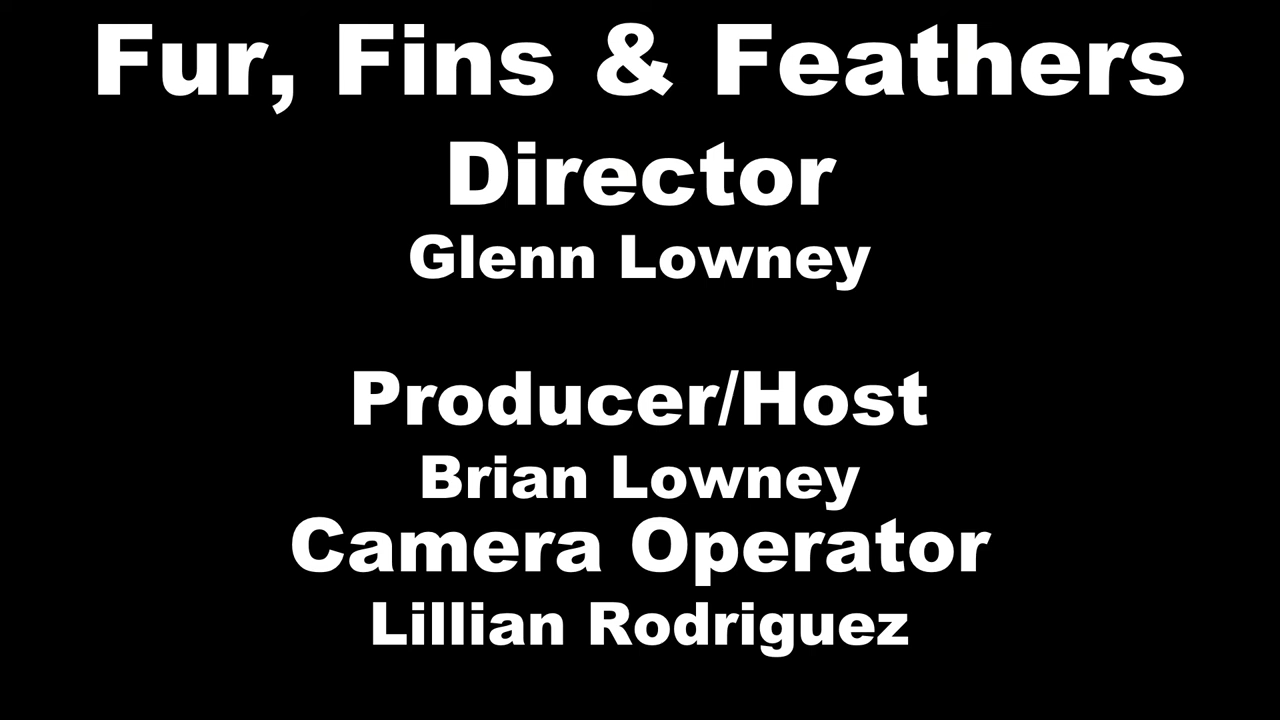 Fur, Fins & Feathers
Director
Glenn Lowney
Producer/Host
Brian Lowney
Camera Operator
Lillian Rodriguez